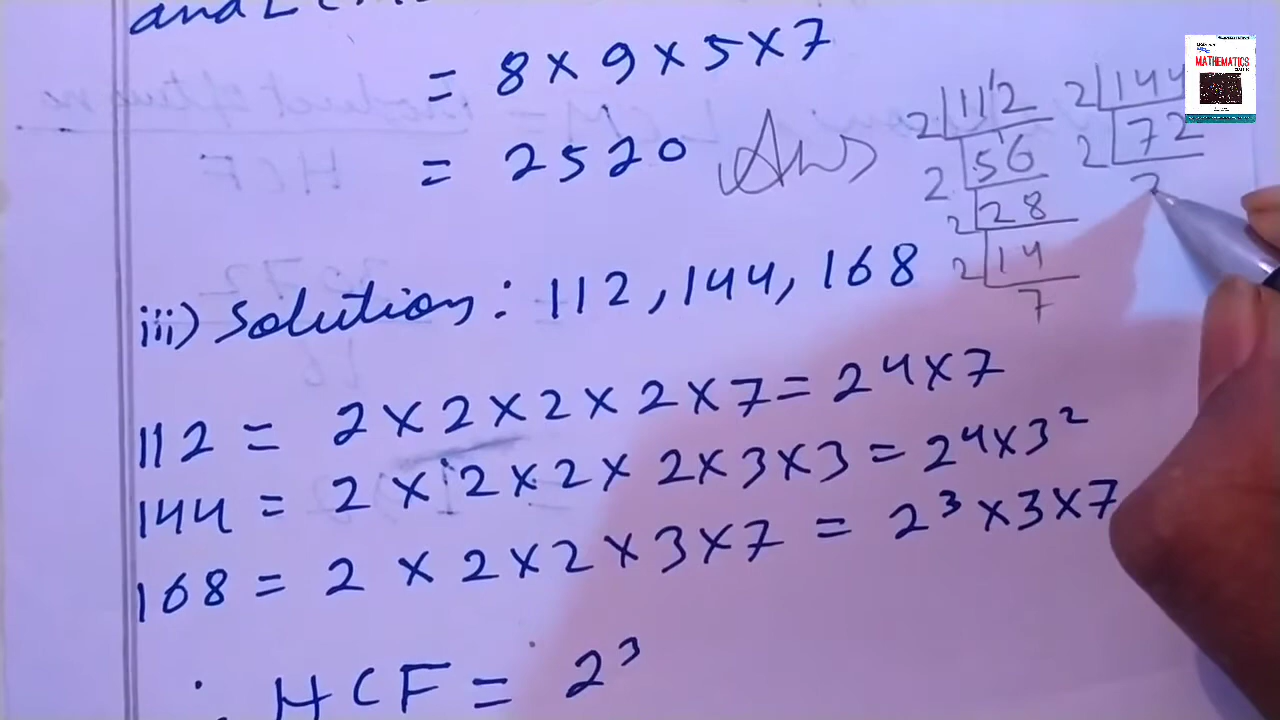 and L
= 8 × 9 × 5 × 7
= 2520 Ans
2 112
2 56
2 28
2 14
7
2 144
2 72
3
MATHEMATICS
iii) Solution : 112, 144, 168
112 = 2 × 2 × 2 × 2 × 7 = 2⁴ × 7
144 = 2 × 2 × 2 × 2 × 3 × 3 = 2⁴ × 3²
168 = 2 × 2 × 2 × 3 × 7 = 2³ × 3 × 7
∴ HCF = 2³